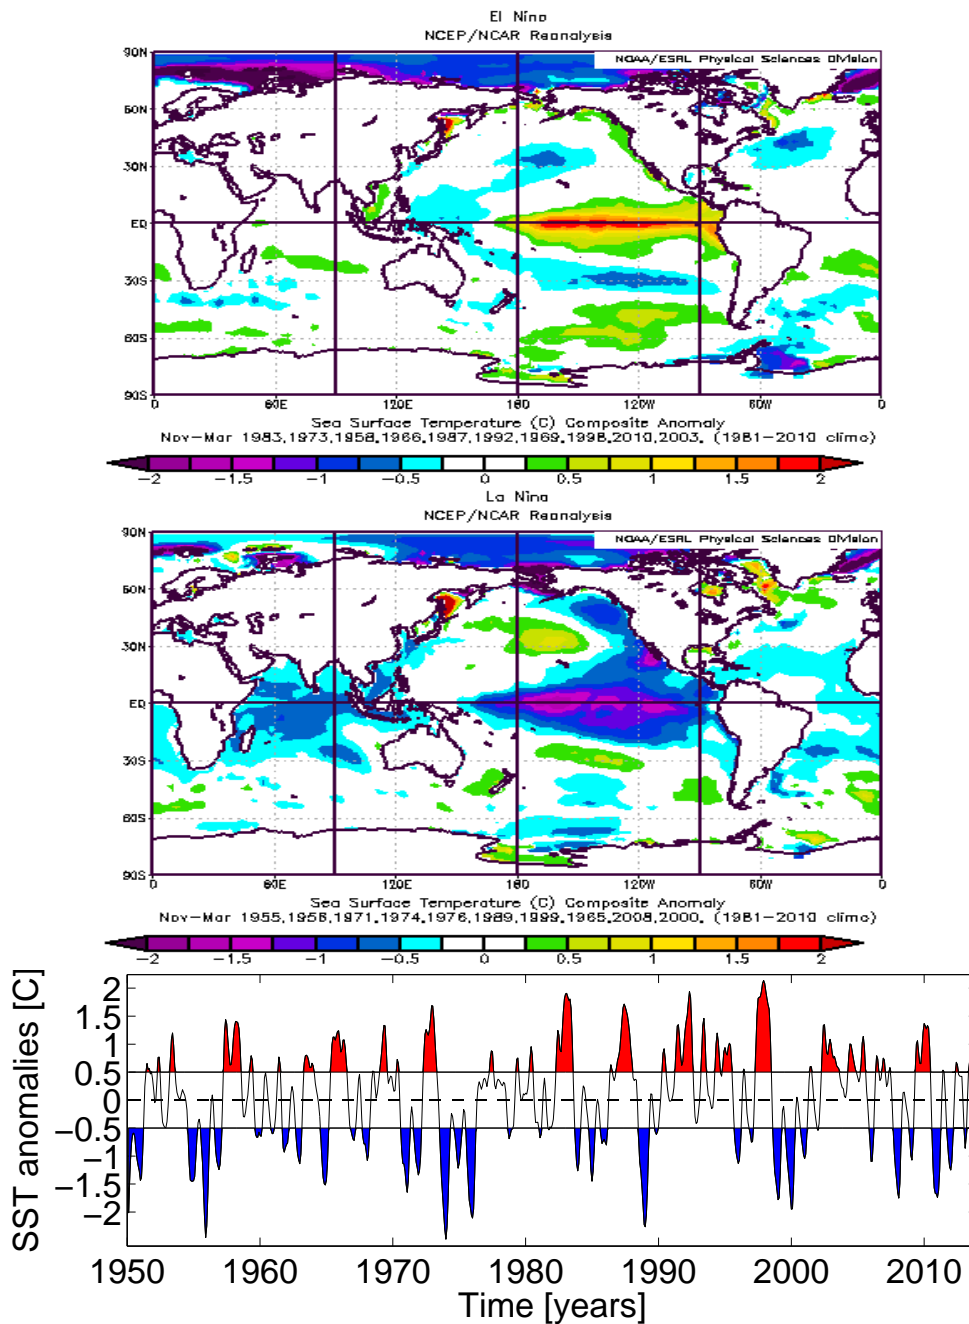 El Nino
NCEP/NCAR Reanalysis
NOAA/ESRL Physical Sciences Division
90N
60N
30N
EQ
30S
60S
90S
0 60E 120E 180 120W 60W 0
Sea Surface Temperature (C) Composite Anomaly
Nov-Mar 1983,1973,1958,1966,1987,1992,1969,1998,2010,2003, (1981-2010 climo)
-2 -1.5 -1 -0.5 0 0.5 1 1.5 2
La Nina
NCEP/NCAR Reanalysis
NOAA/ESRL Physical Sciences Division
90N
60N
30N
EQ
30S
60S
90S
0 60E 120E 180 120W 60W 0
Sea Surface Temperature (C) Composite Anomaly
Nov-Mar 1955,1956,1971,1974,1976,1989,1999,1965,2008,2000, (1981-2010 climo)
-2 -1.5 -1 -0.5 0 0.5 1 1.5 2
SST anomalies [C]
2
1.5
1
0.5
0
−0.5
−1
−1.5
−2
1950 1960 1970 1980 1990 2000 2010
Time [years]